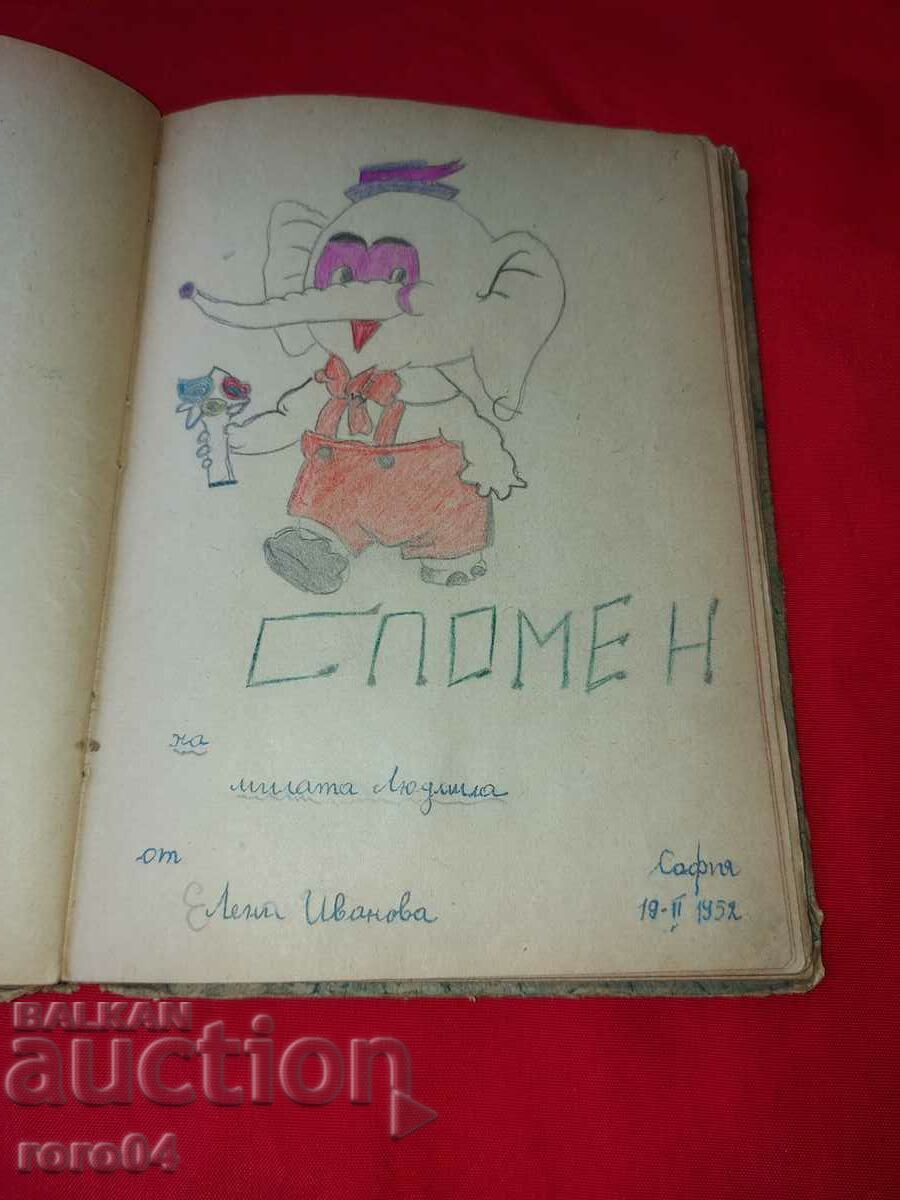 СПОМЕН
на
милата Людмила
от
Елена Иванова
София
19-II 1952
BALKAN
auction
roro04